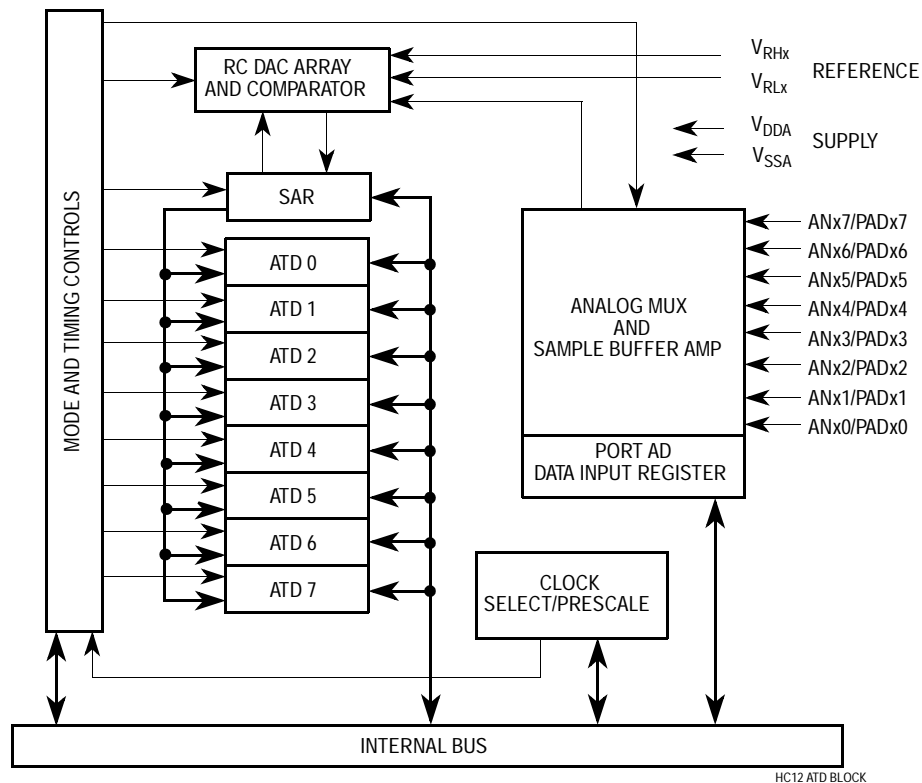 MODE AND TIMING CONTROLS
RC DAC ARRAY
AND COMPARATOR
VRHx
VRLx
REFERENCE
VDDA
VSSA
SUPPLY
SAR
ATD 0
ATD 1
ATD 2
ATD 3
ATD 4
ATD 5
ATD 6
ATD 7
ANALOG MUX
AND
SAMPLE BUFFER AMP
PORT AD
DATA INPUT REGISTER
ANx7/PADx7
ANx6/PADx6
ANx5/PADx5
ANx4/PADx4
ANx3/PADx3
ANx2/PADx2
ANx1/PADx1
ANx0/PADx0
CLOCK
SELECT/PRESCALE
INTERNAL BUS
HC12 ATD BLOCK